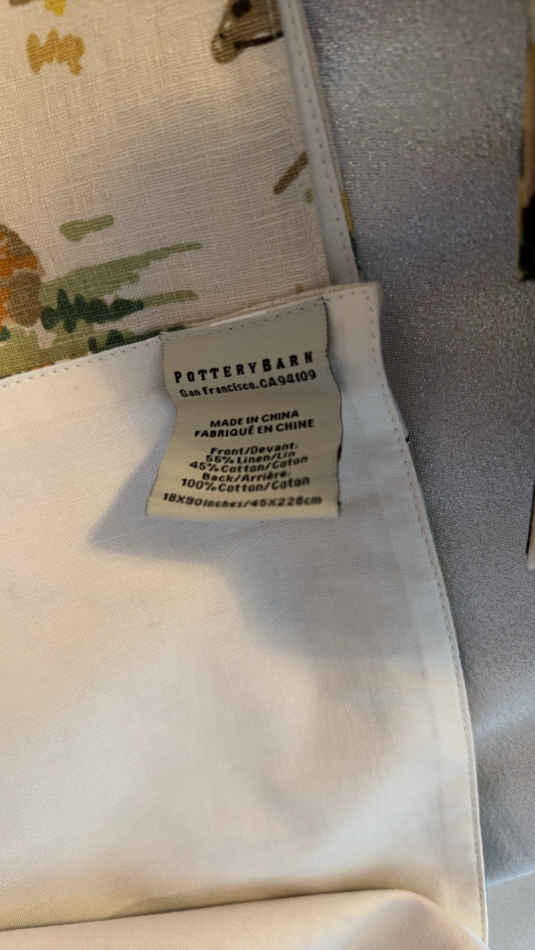 POTTERYBARN
San Francisco, CA94109
MADE IN CHINA
FABRIQUÉ EN CHINE
Front/Devant:
55% Linen/Lin
45% Cotton/Coton
Back/Arrière:
100% Cotton/Coton
18X90inches/45X228cm